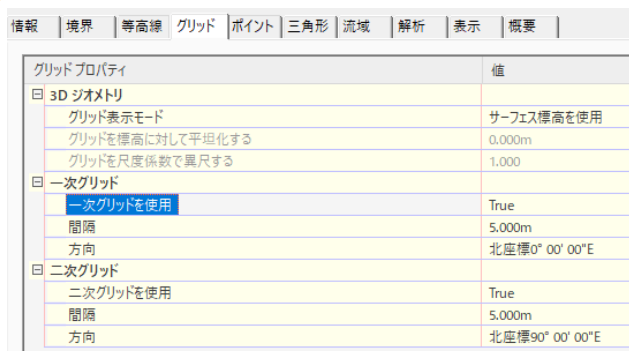 情報 境界 等高線 グリッド ポイント 三角形 流域 解析 表示 概要
グリッド プロパティ 値
3D ジオメトリ
グリッド表示モード サーフェス標高を使用
グリッドを標高に対して平坦化する 0.000m
グリッドを尺度係数で異尺する 1.000
一次グリッド
一次グリッドを使用 True
間隔 5.000m
方向 北座標0° 00' 00"E
二次グリッド
二次グリッドを使用 True
間隔 5.000m
方向 北座標90° 00' 00"E